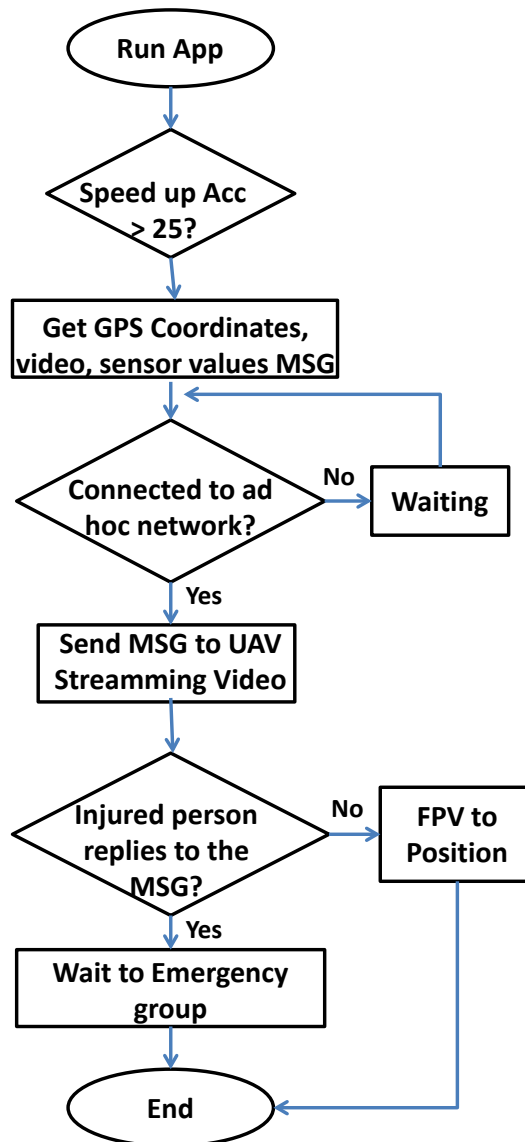 Run App
Speed up Acc
> 25?
Get GPS Coordinates,
video, sensor values MSG
Connected to ad
hoc network?
No
Waiting
Yes
Send MSG to UAV
Streamming Video
Injured person
replies to the
MSG?
No
FPV to
Position
Yes
Wait to Emergency
group
End